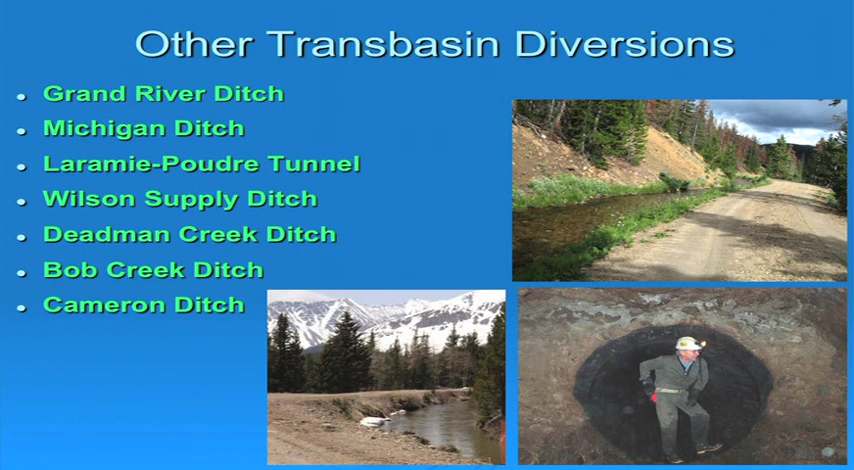 Other Transbasin Diversions
• Grand River Ditch
• Michigan Ditch
• Laramie-Poudre Tunnel
• Wilson Supply Ditch
• Deadman Creek Ditch
• Bob Creek Ditch
• Cameron Ditch